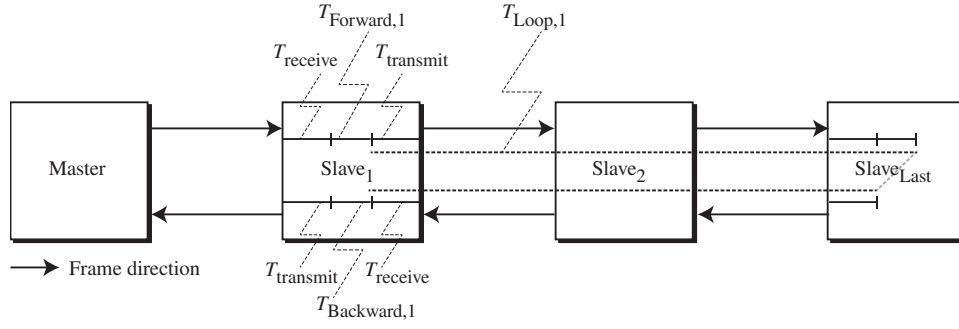 T_Forward,1
T_Loop,1
T_receive
T_transmit
Master
Slave_1
Slave_2
Slave_Last
Frame direction
T_transmit
T_receive
T_Backward,1